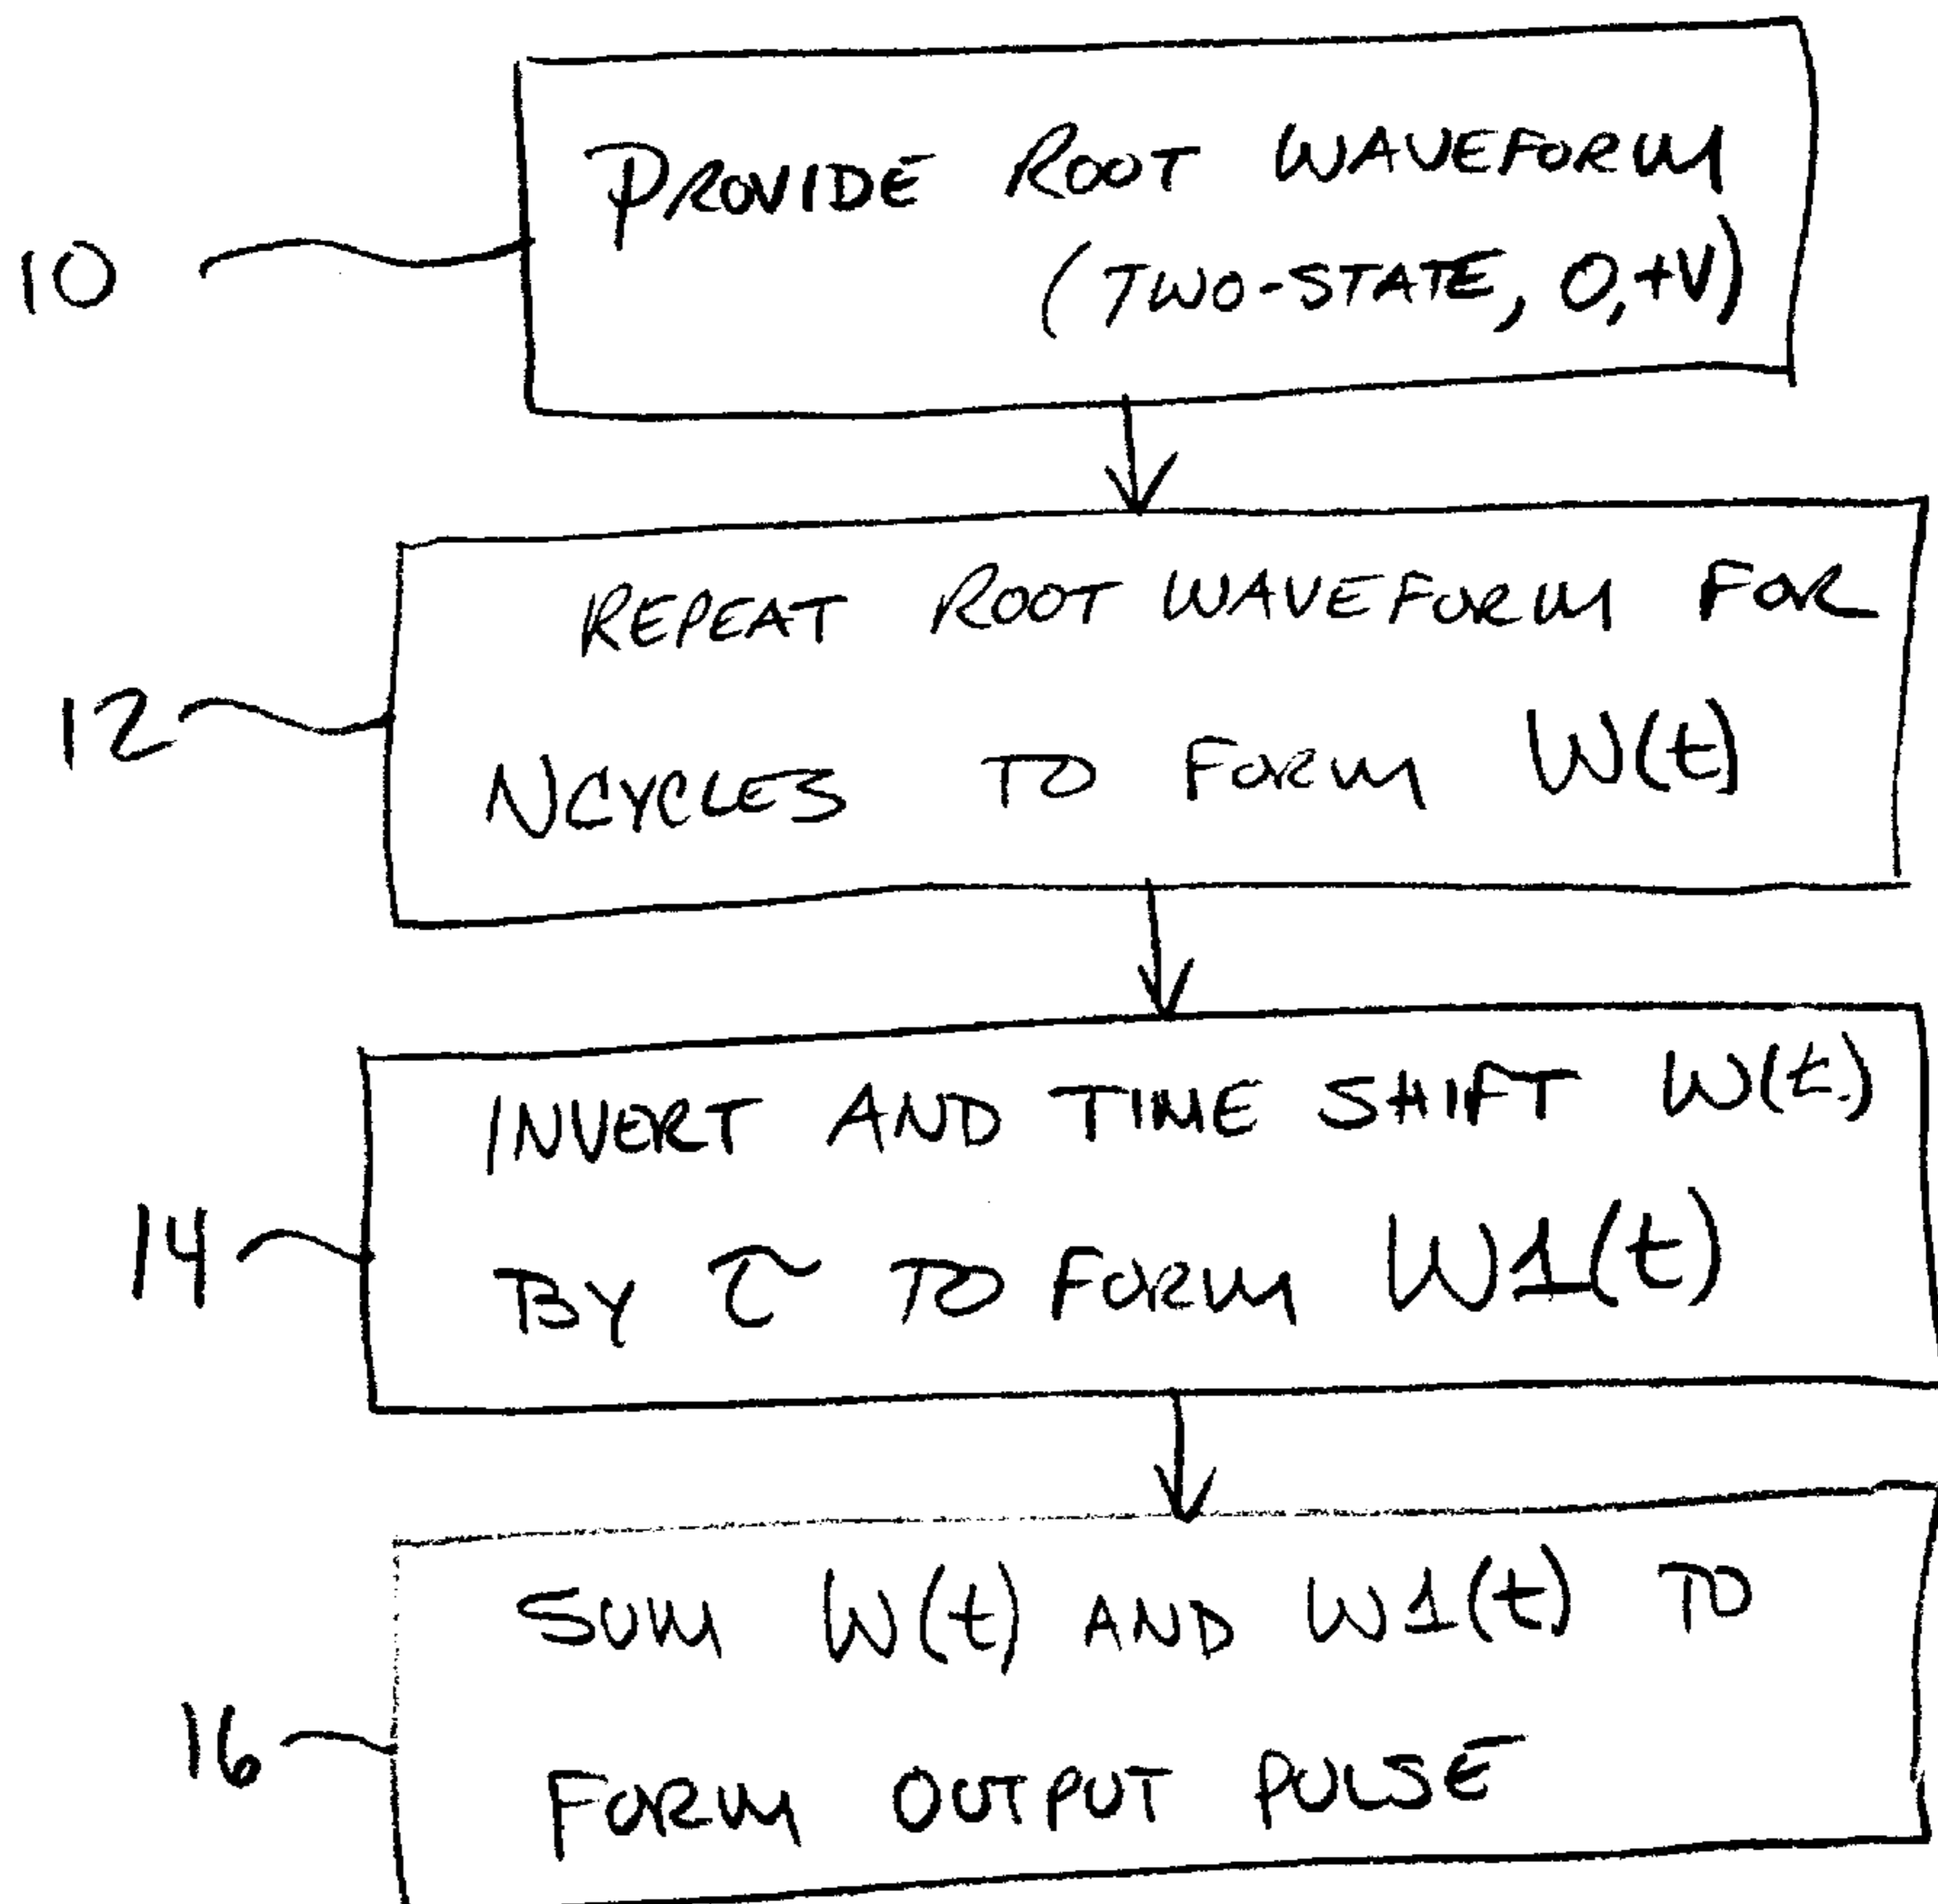 PROVIDE ROOT WAVEFORM
10
(TWO-STATE, 0,+V)
REPEAT ROOT WAVEFORM FOR
12
NCYCLES TO FORM W(t)
INVERT AND TIME SHIFT W(t)
14
BY τ TO FORM W1(t)
SUM W(t) AND W1(t) TO
16
FORM OUTPUT PULSE